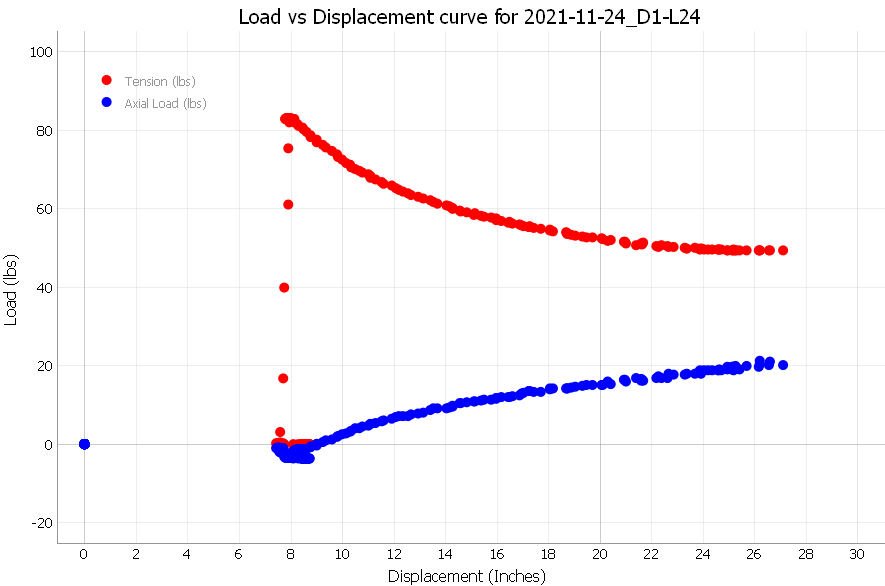 Load vs Displacement curve for 2021-11-24_D1-L24
100
Tension (lbs)
Axial Load (lbs)
80
60
Load (lbs)
40
20
0
-20
0 2 4 6 8 10 12 14 16 18 20 22 24 26 28 30
Displacement (Inches)